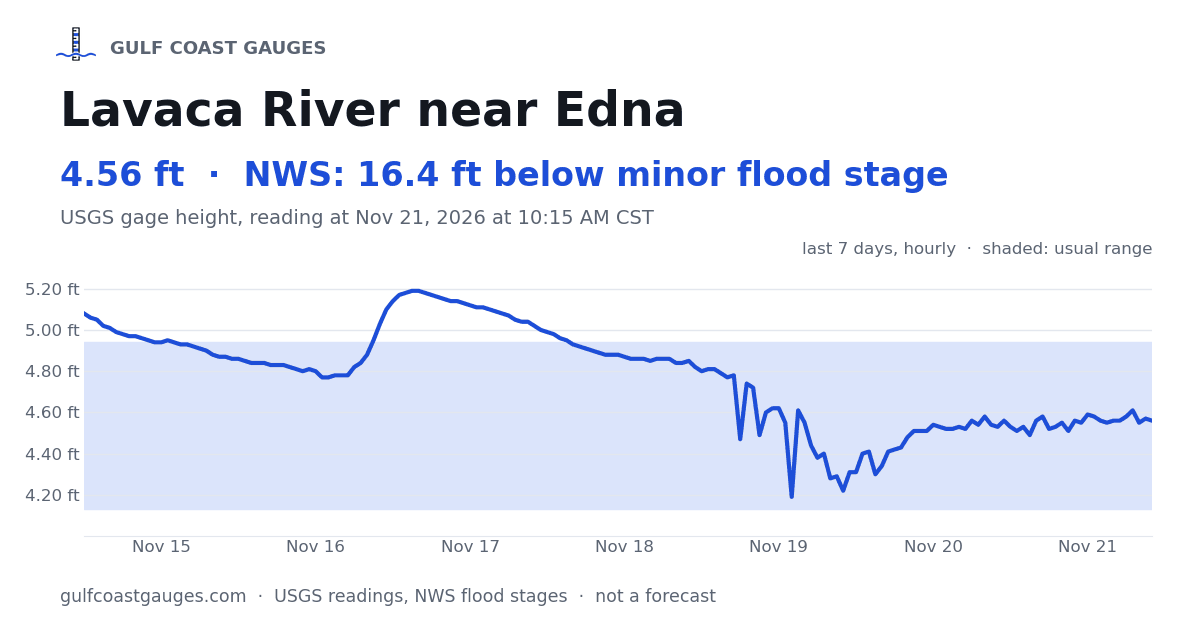 GULF COAST GAUGES
Lavaca River near Edna
4.56 ft · NWS: 16.4 ft below minor flood stage
USGS gage height, reading at Nov 21, 2026 at 10:15 AM CST
last 7 days, hourly · shaded: usual range
5.20 ft
5.00 ft
4.80 ft
4.60 ft
4.40 ft
4.20 ft
Nov 15 Nov 16 Nov 17 Nov 18 Nov 19 Nov 20 Nov 21
gulfcoastgauges.com · USGS readings, NWS flood stages · not a forecast